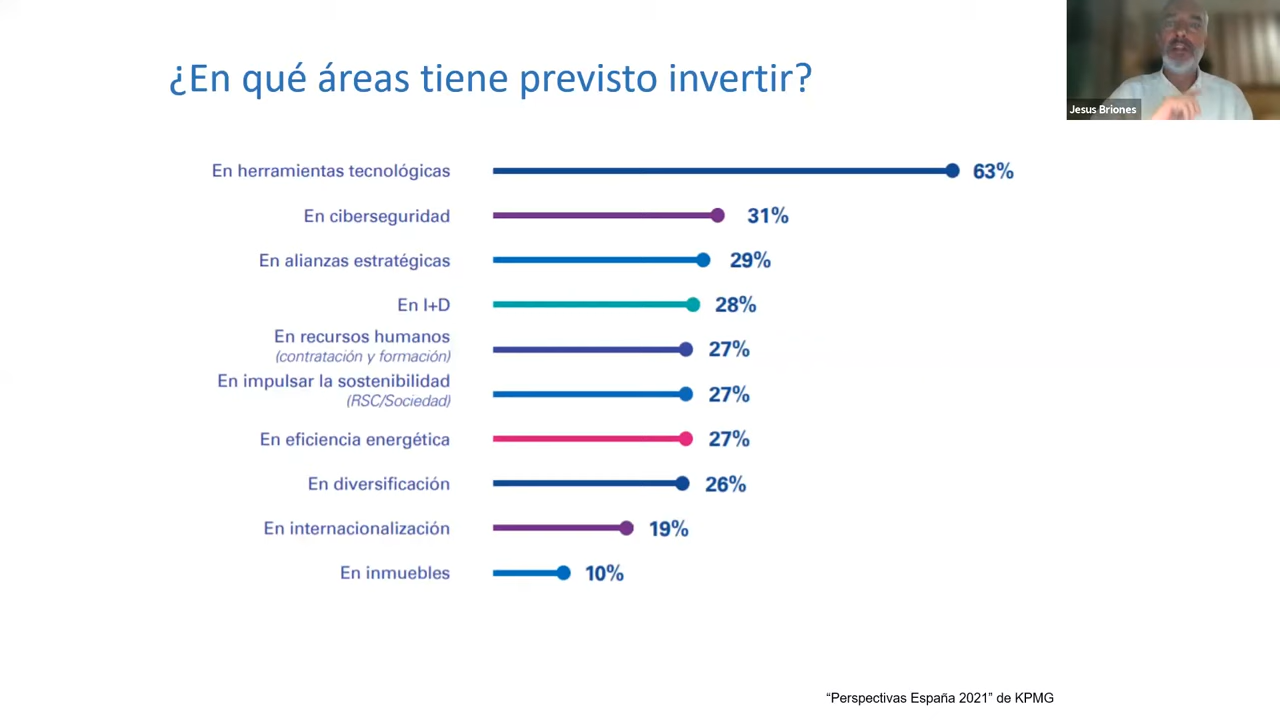 ¿En qué áreas tiene previsto invertir?
Jesus Briones
En herramientas tecnológicas 63%
En ciberseguridad 31%
En alianzas estratégicas 29%
En I+D 28%
En recursos humanos
(contratación y formación) 27%
En impulsar la sostenibilidad
(RSC/Sociedad) 27%
En eficiencia energética 27%
En diversificación 26%
En internacionalización 19%
En inmuebles 10%
“Perspectivas España 2021” de KPMG